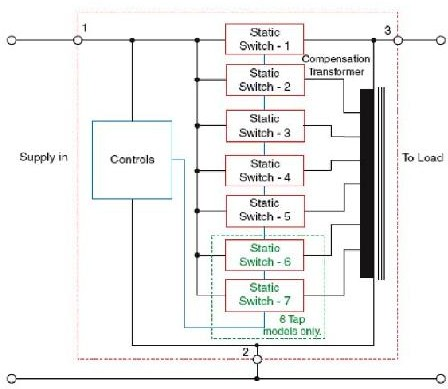 1
3
Static
Switch - 1
Compensation
Transformer
Static
Switch - 2
Static
Switch - 3
Supply in
Controls
Static
Switch - 4
To Load
Static
Switch - 5
Static
Switch - 6
Static
Switch - 7
6 Tap
models only.
2